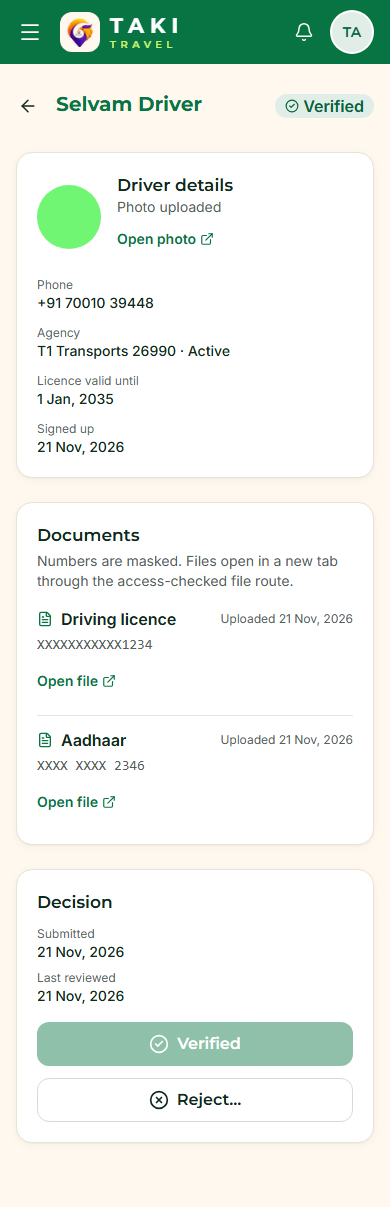 TAKI
TRAVEL
TA
Selvam Driver
Verified
Driver details
Photo uploaded
Open photo
Phone
+91 70010 39448
Agency
T1 Transports 26990 · Active
Licence valid until
1 Jan, 2035
Signed up
21 Nov, 2026
Documents
Numbers are masked. Files open in a new tab
through the access-checked file route.
Driving licence
Uploaded 21 Nov, 2026
XXXXXXXXXXX1234
Open file
Aadhaar
Uploaded 21 Nov, 2026
XXXX XXXX 2346
Open file
Decision
Submitted
21 Nov, 2026
Last reviewed
21 Nov, 2026
Verified
Reject...